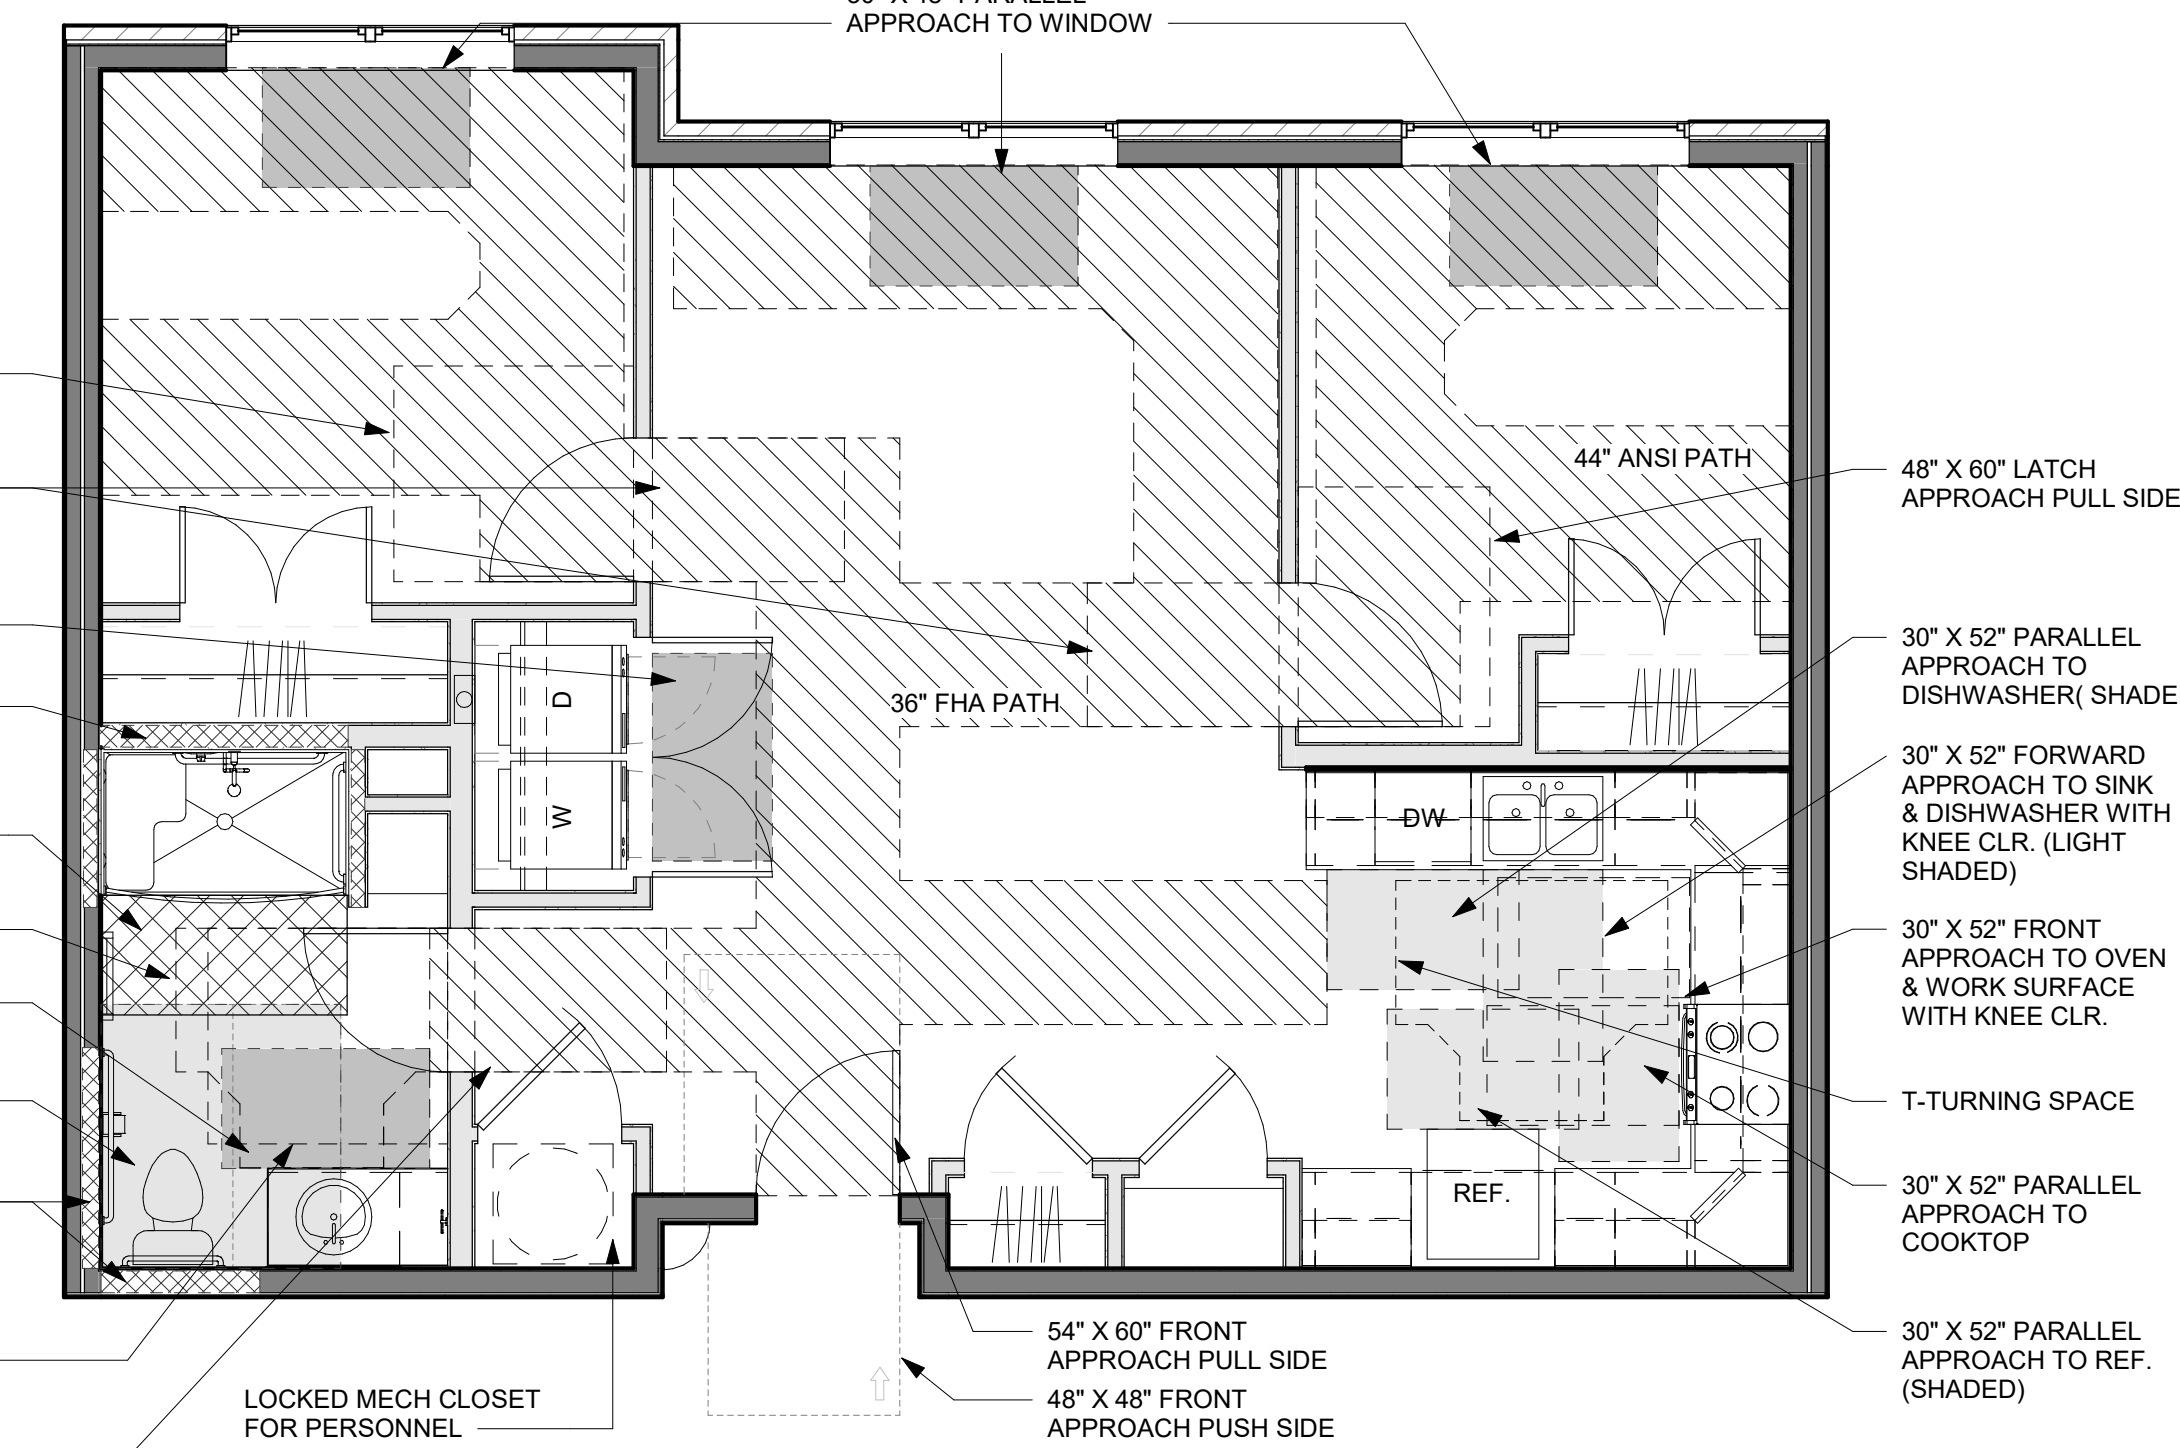 APPROACH TO WINDOW
44" ANSI PATH
48" X 60" LATCH
APPROACH PULL SIDE
30" X 52" PARALLEL
APPROACH TO
DISHWASHER( SHADE
36" FHA PATH
D
W
30" X 52" FORWARD
APPROACH TO SINK
& DISHWASHER WITH
KNEE CLR. (LIGHT
SHADED)
DW
30" X 52" FRONT
APPROACH TO OVEN
& WORK SURFACE
WITH KNEE CLR.
T-TURNING SPACE
REF.
30" X 52" PARALLEL
APPROACH TO
COOKTOP
30" X 52" PARALLEL
APPROACH TO REF.
(SHADED)
54" X 60" FRONT
APPROACH PULL SIDE
48" X 48" FRONT
APPROACH PUSH SIDE
LOCKED MECH CLOSET
FOR PERSONNEL